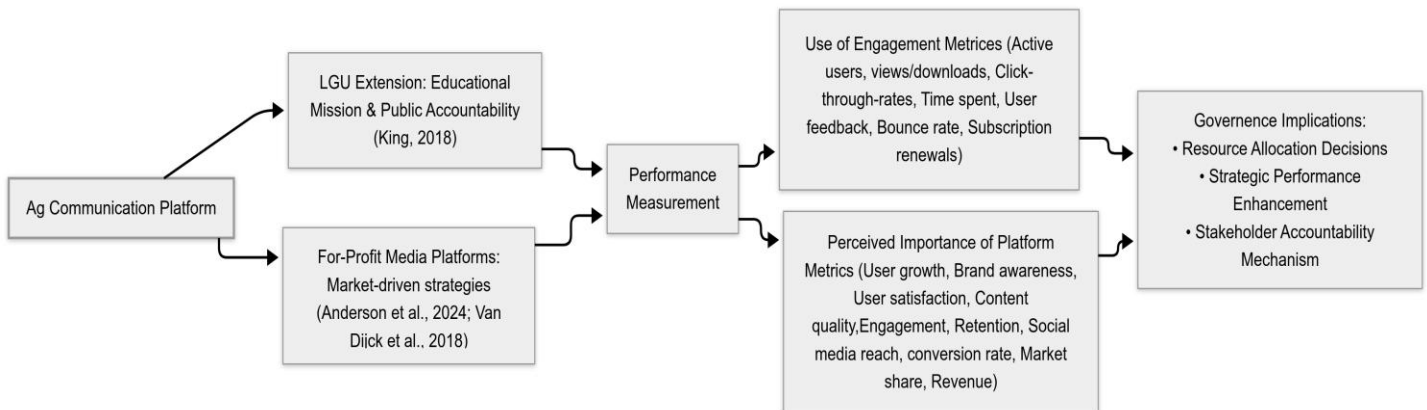 Ag Communication Platform
LGU Extension: Educational
Mission & Public Accountability
(King, 2018)
For-Profit Media Platforms:
Market-driven strategies
(Anderson et al., 2024; Van
Dijck et al., 2018)
Performance
Measurement
Use of Engagement Metrices (Active
users, views/downloads, Click-
through-rates, Time spent, User
feedback, Bounce rate, Subscription
renewals)
Perceived Importance of Platform
Metrics (User growth, Brand awareness,
User satisfaction, Content
quality,Engagement, Retention, Social
media reach, conversion rate, Market
share, Revenue)
Governence Implications:
• Resource Allocation Decisions
• Strategic Performance
Enhancement
• Stakeholder Accountability
Mechanism